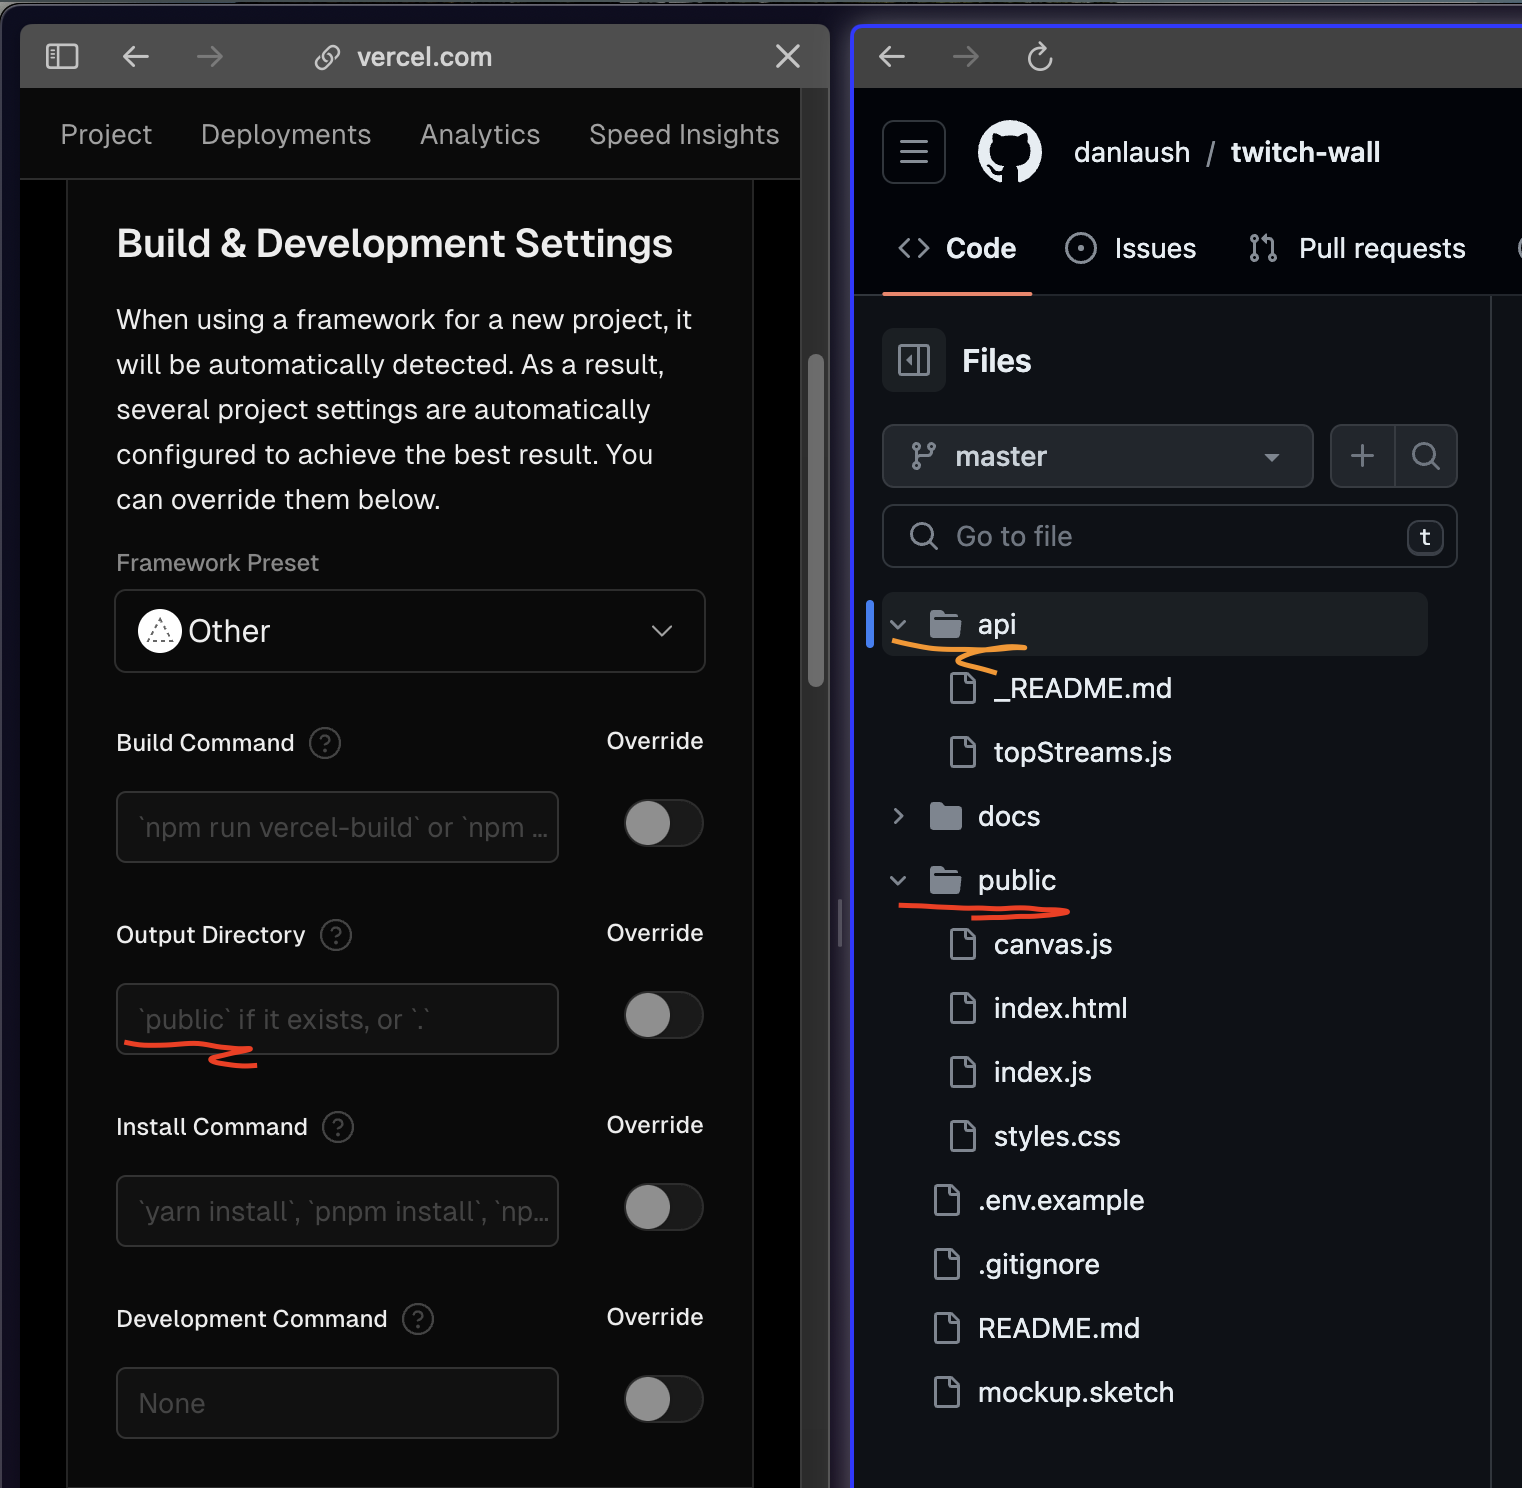 vercel.com
Project Deployments Analytics Speed Insights
Build & Development Settings
When using a framework for a new project, it
will be automatically detected. As a result,
several project settings are automatically
configured to achieve the best result. You
can override them below.
Framework Preset
Other
Build Command ? Override
`npm run vercel-build` or `npm ...
Output Directory ? Override
`public` if it exists, or `.`
Install Command ? Override
`yarn install`, `pnpm install`, `np...
Development Command ? Override
None
danlaush / twitch-wall
Code Issues Pull requests
Files
master
Go to file t
api
_README.md
topStreams.js
docs
public
canvas.js
index.html
index.js
styles.css
.env.example
.gitignore
README.md
mockup.sketch